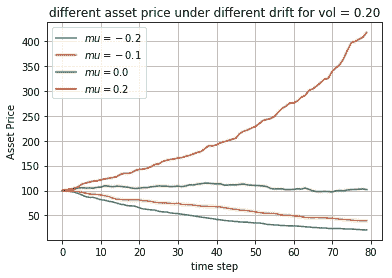 different asset price under different drift for vol = 0.20
mu = −0.2
mu = −0.1
mu = 0.0
mu = 0.2
Asset Price
400
350
300
250
200
150
100
50
0 10 20 30 40 50 60 70 80
time step